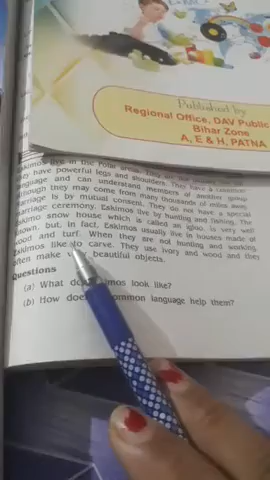 Published by
Regional Office, DAV Public
Bihar Zone
A, E & H, PATNA
Eskimos live in the Polar areas. They are
have powerful legs and shoulders. They have a common
language and can understand members of another group
although they may come from many thousands of miles away.
Marriage is by mutual consent. They do not have a special
marriage ceremony. Eskimos live by hunting and fishing. The
Eskimo snow house which is called an igloo, is very well
known, but, in fact, Eskimos usually live in houses made of
wood and turf. When they are not hunting and working,
Eskimos like to carve. They use ivory and wood and they
often make very beautiful objects.
Questions
(a) What do Eskimos look like?
(b) How does common language help them?